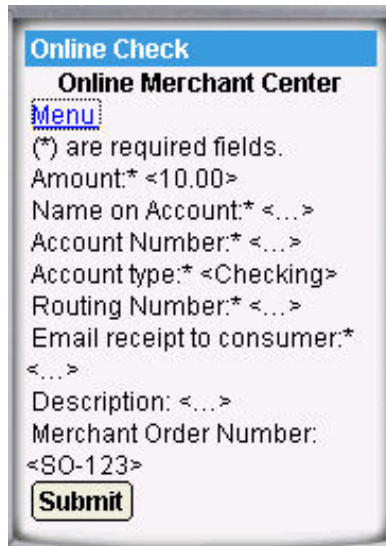 Online Check
Online Merchant Center
Menu
(*) are required fields.
Amount:* <10.00>
Name on Account:* <...>
Account Number:* <...>
Account type:* <Checking>
Routing Number:* <...>
Email receipt to consumer:*
<...>
Description: <...>
Merchant Order Number:
<SO-123>
Submit